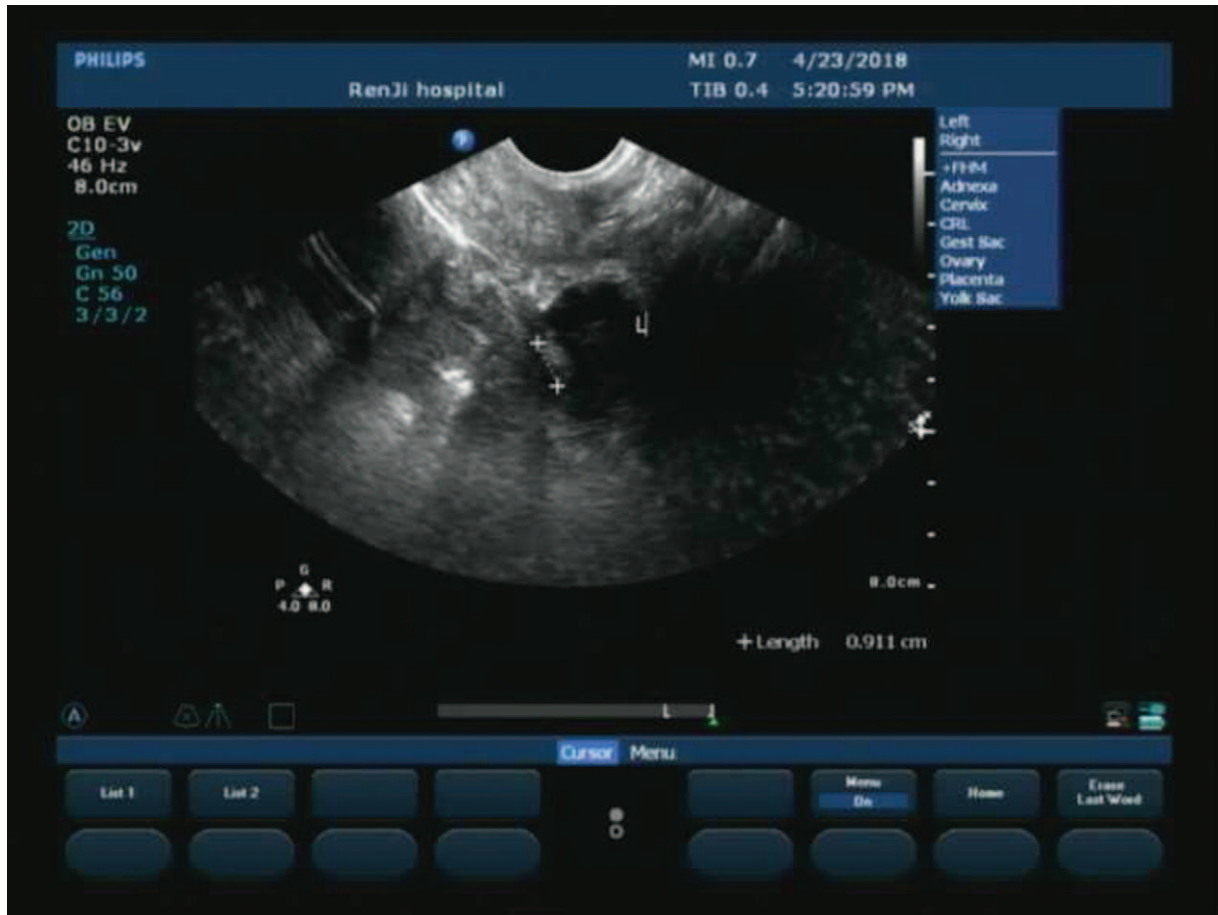 PHILIPS
RenJi hospital
MI 0.7 4/23/2018
TIB 0.4 5:20:59 PM
OB EV
C10-3v
46 Hz
8.0cm
2D
Gen
Gn 50
C 56
3/3/2
P
Left
Right
+FHM
Adnexa
Cervix
CRL
Gest Sac
Ovary
Placenta
Yolk Sac
G
P R
4.0 8.0
8.0cm
+Length 0.911 cm
A
L
Cursor Menu
List 1
List 2
Menu
On
Home
Erase
Last Word